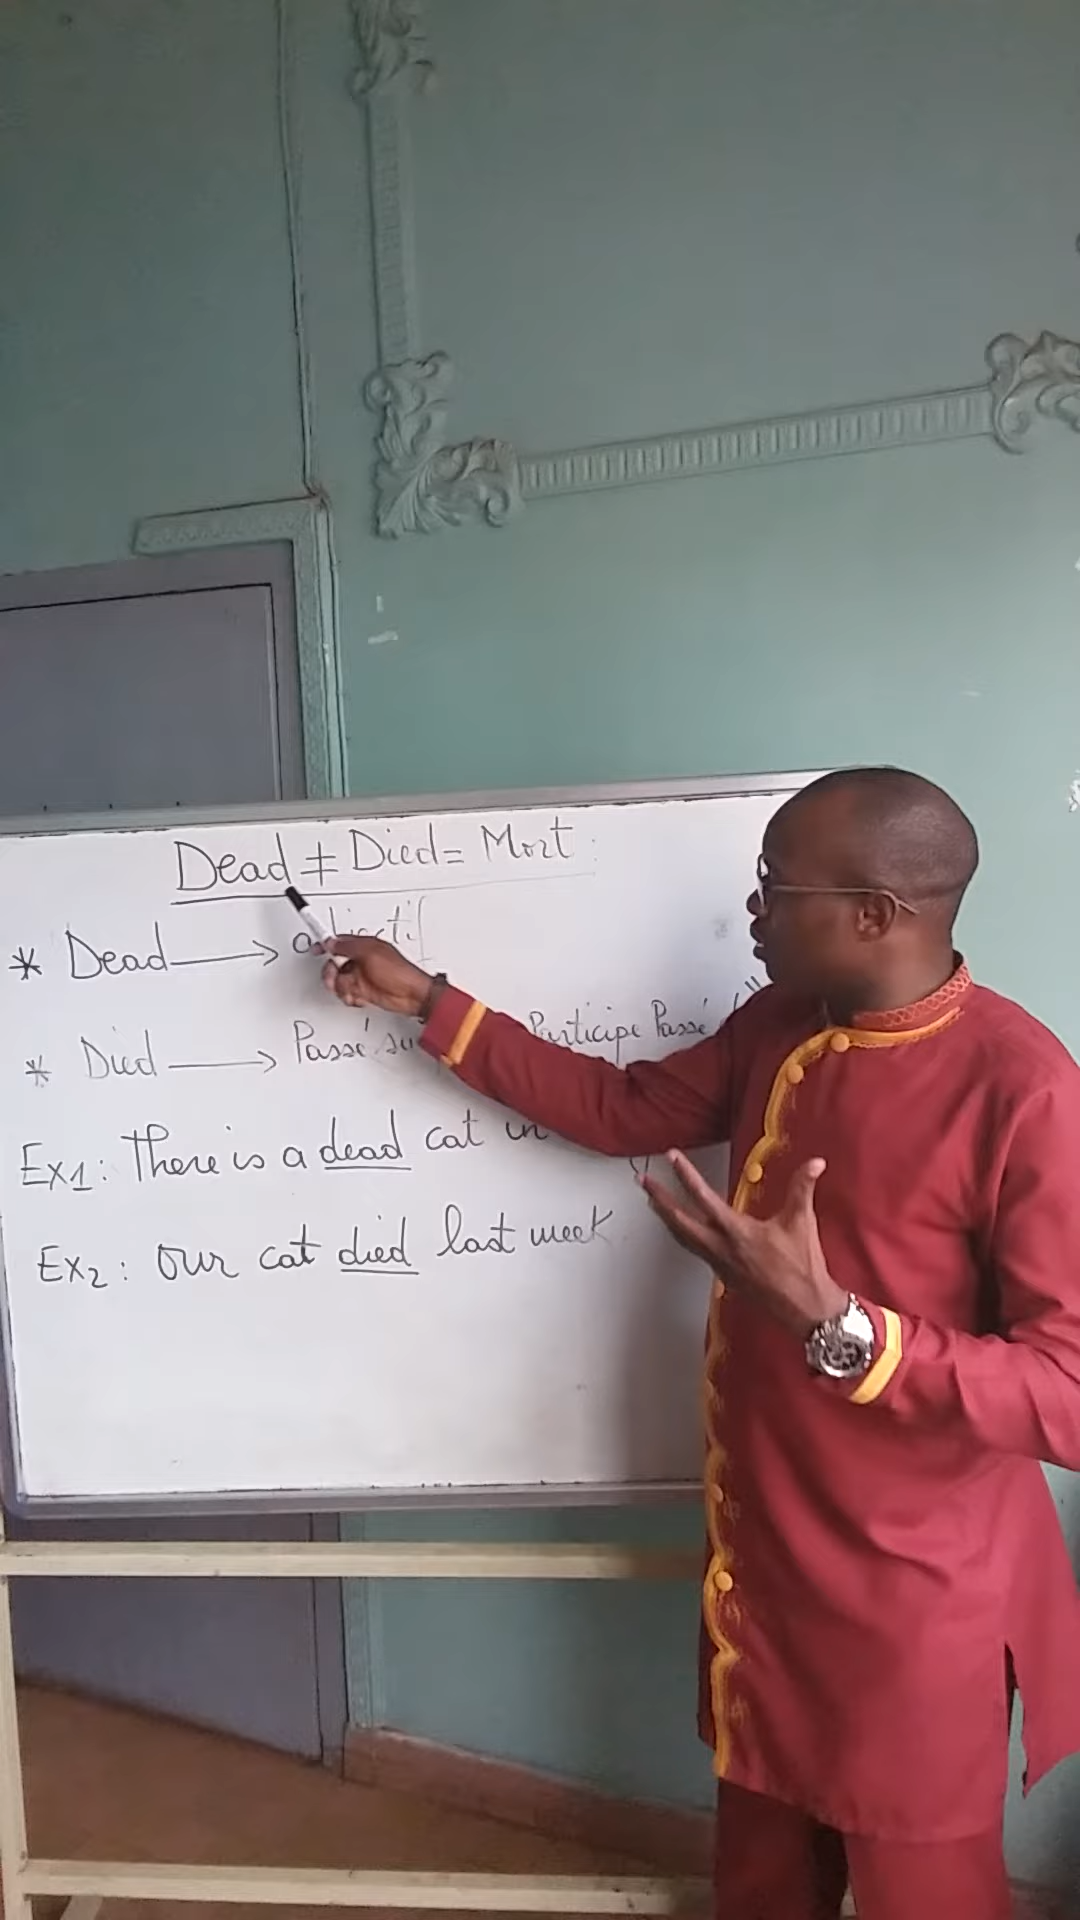 Dead ≠ Died = Mort :
* Dead → adjectif
* Died → Passé Participe Passé
Ex1 : There is a dead cat in
Ex2 : our cat died last week.